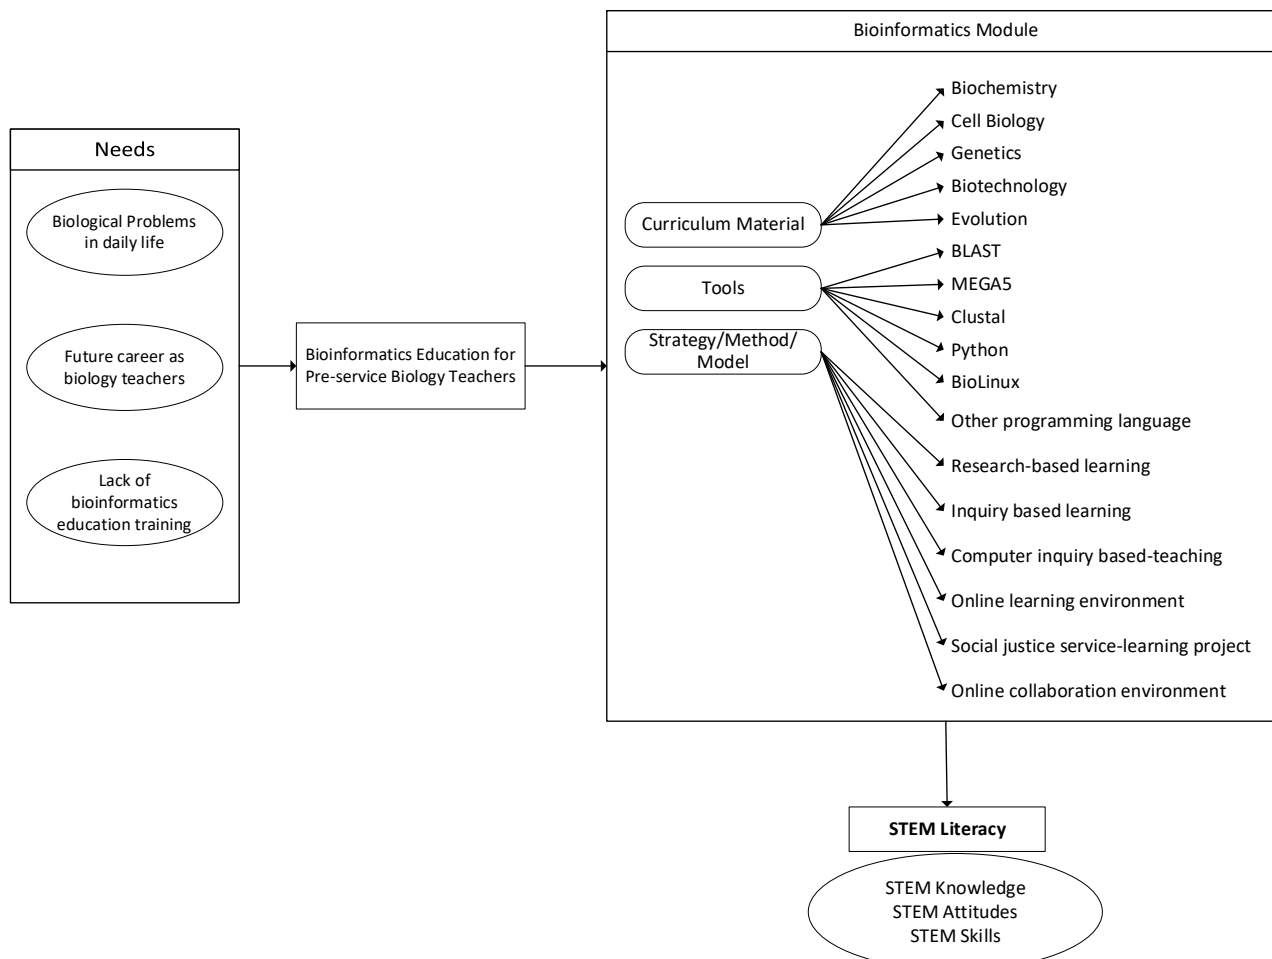 Bioinformatics Module
Needs
Biological Problems
in daily life
Future career as
biology teachers
Lack of
bioinformatics
education training
Bioinformatics Education for
Pre-service Biology Teachers
Curriculum Material
Tools
Strategy/Method/
Model
Biochemistry
Cell Biology
Genetics
Biotechnology
Evolution
BLAST
MEGA5
Clustal
Python
BioLinux
Other programming language
Research-based learning
Inquiry based learning
Computer inquiry based-teaching
Online learning environment
Social justice service-learning project
Online collaboration environment
STEM Literacy
STEM Knowledge
STEM Attitudes
STEM Skills